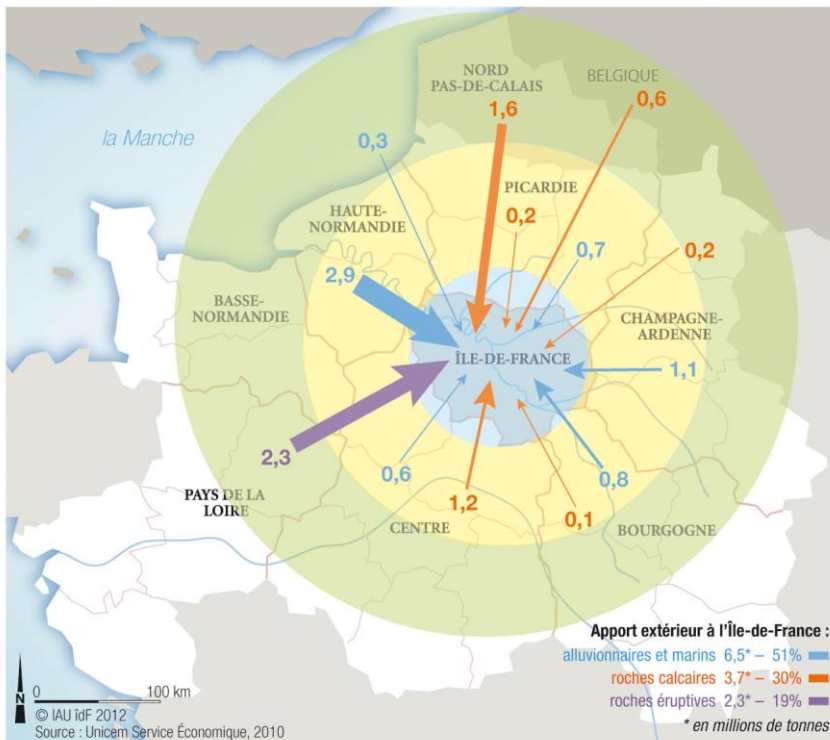 NORD
PAS-DE-CALAIS
1,6
BELGIQUE
0,6
la Manche
0,3
PICARDIE
0,2
HAUTE-
NORMANDIE
0,7
0,2
2,9
BASSE-
NORMANDIE
CHAMPAGNE-
ARDENNE
ÎLE-DE-FRANCE
1,1
2,3
0,6
0,8
1,2
0,1
PAYS DE LA
LOIRE
CENTRE
BOURGOGNE
Apport extérieur à l'Île-de-France :
alluvionnaires et marins 6,5* – 51%
roches calcaires 3,7* – 30%
roches éruptives 2,3* – 19%
* en millions de tonnes
N
0 100 km
© IAU îdF 2012
Source : Unicem Service Économique, 2010